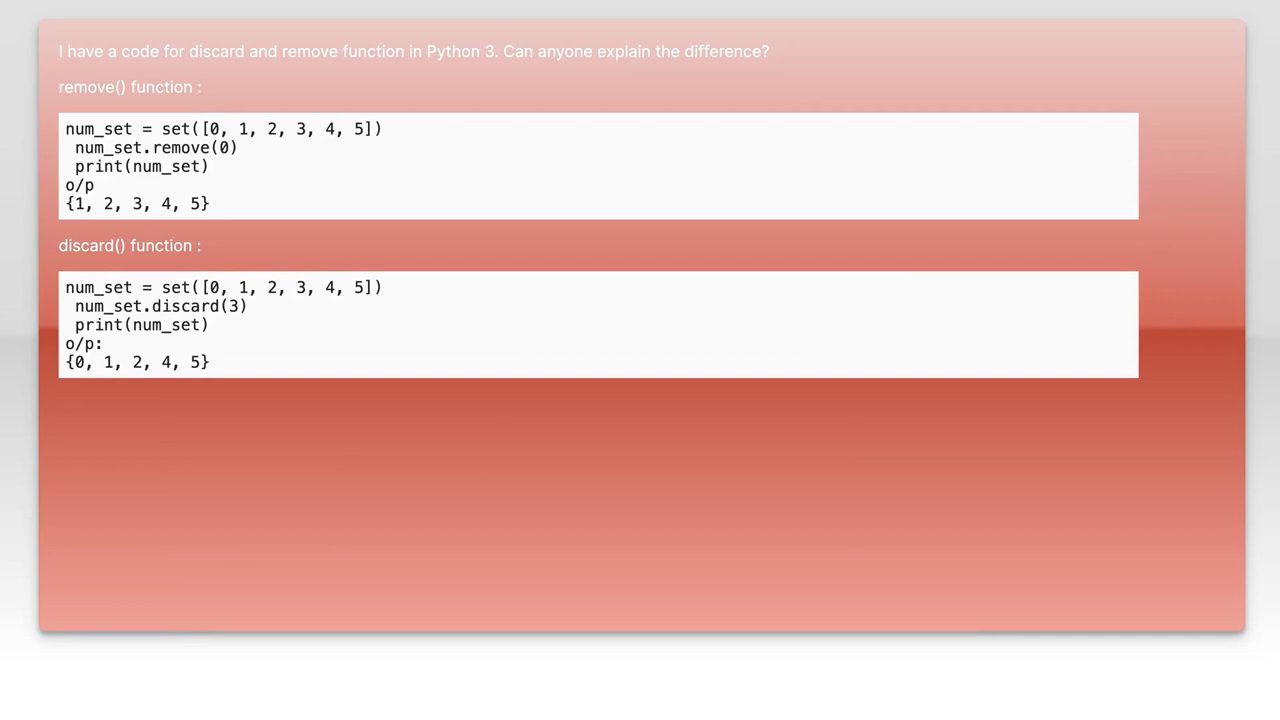 I have a code for discard and remove function in Python 3. Can anyone explain the difference?
remove() function :
num_set = set([0, 1, 2, 3, 4, 5])
 num_set.remove(0)
 print(num_set)
o/p
{1, 2, 3, 4, 5}
discard() function :
num_set = set([0, 1, 2, 3, 4, 5])
 num_set.discard(3)
 print(num_set)
o/p:
{0, 1, 2, 4, 5}